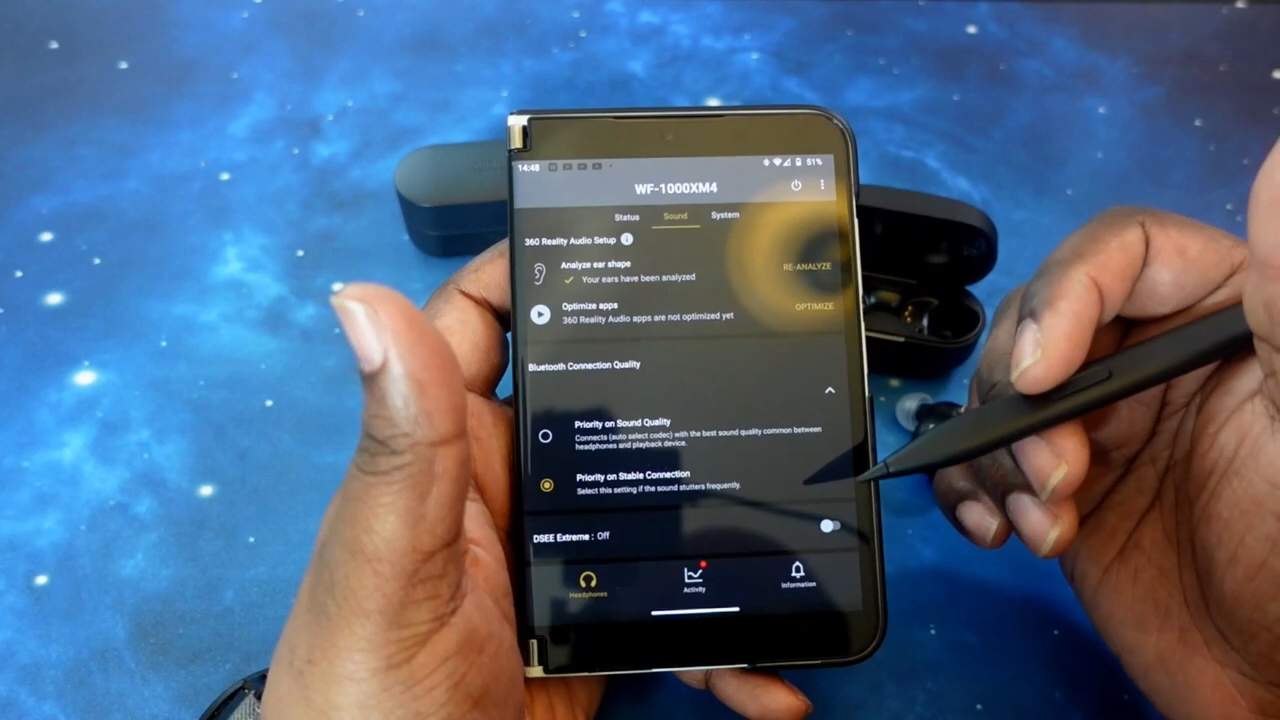 14:48
51%
WF-1000XM4
Status Sound System
360 Reality Audio Setup
Analyze ear shape
Your ears have been analyzed
RE-ANALYZE
Optimize apps
360 Reality Audio apps are not optimized yet
OPTIMIZE
Bluetooth Connection Quality
Priority on Sound Quality
Connects (auto select codec) with the best sound quality common between
headphones and playback device.
Priority on Stable Connection
Select this setting if the sound stutters frequently.
DSEE Extreme : Off
Headphones Activity Information